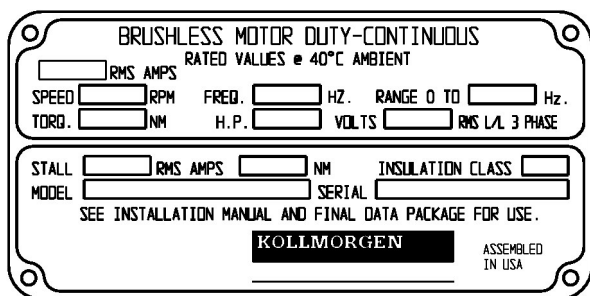 BRUSHLESS MOTOR DUTY-CONTINUOUS
RATED VALUES @ 40°C AMBIENT
RMS AMPS
SPEED RPM FREQ. HZ. RANGE 0 TO Hz.
TORQ. NM H.P. VOLTS RMS L/L 3 PHASE
STALL RMS AMPS NM INSULATION CLASS
MODEL SERIAL
SEE INSTALLATION MANUAL AND FINAL DATA PACKAGE FOR USE.
KOLLMORGEN
ASSEMBLED
IN USA